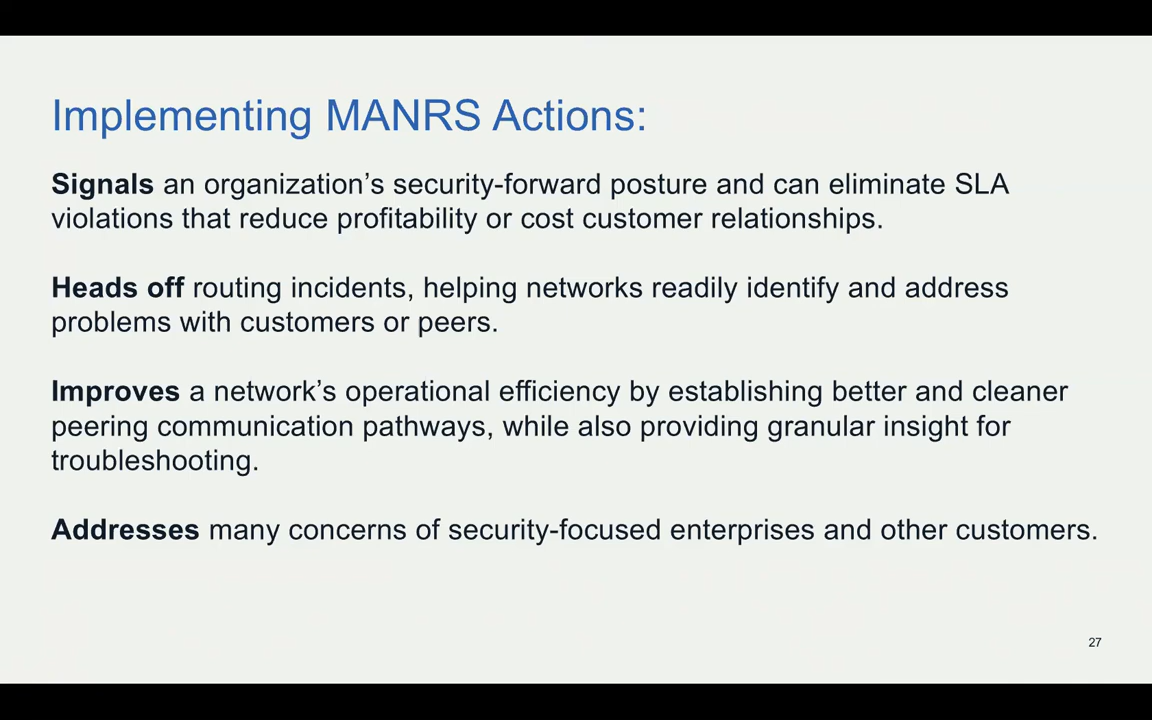 Implementing MANRS Actions:
Signals an organization’s security-forward posture and can eliminate SLA
violations that reduce profitability or cost customer relationships.
Heads off routing incidents, helping networks readily identify and address
problems with customers or peers.
Improves a network’s operational efficiency by establishing better and cleaner
peering communication pathways, while also providing granular insight for
troubleshooting.
Addresses many concerns of security-focused enterprises and other customers.
27